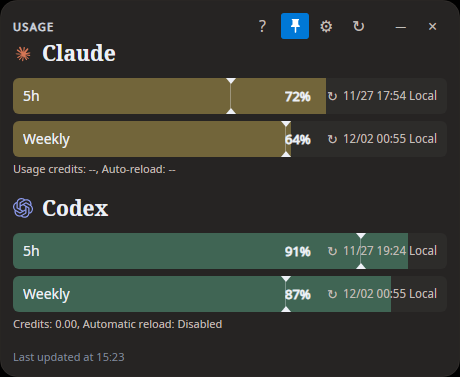 USAGE ?
Claude
5h 72% ↻ 11/27 17:54 Local
Weekly 64% ↻ 12/02 00:55 Local
Usage credits: --, Auto-reload: --
Codex
5h 91% ↻ 11/27 19:24 Local
Weekly 87% ↻ 12/02 00:55 Local
Credits: 0.00, Automatic reload: Disabled
Last updated at 15:23